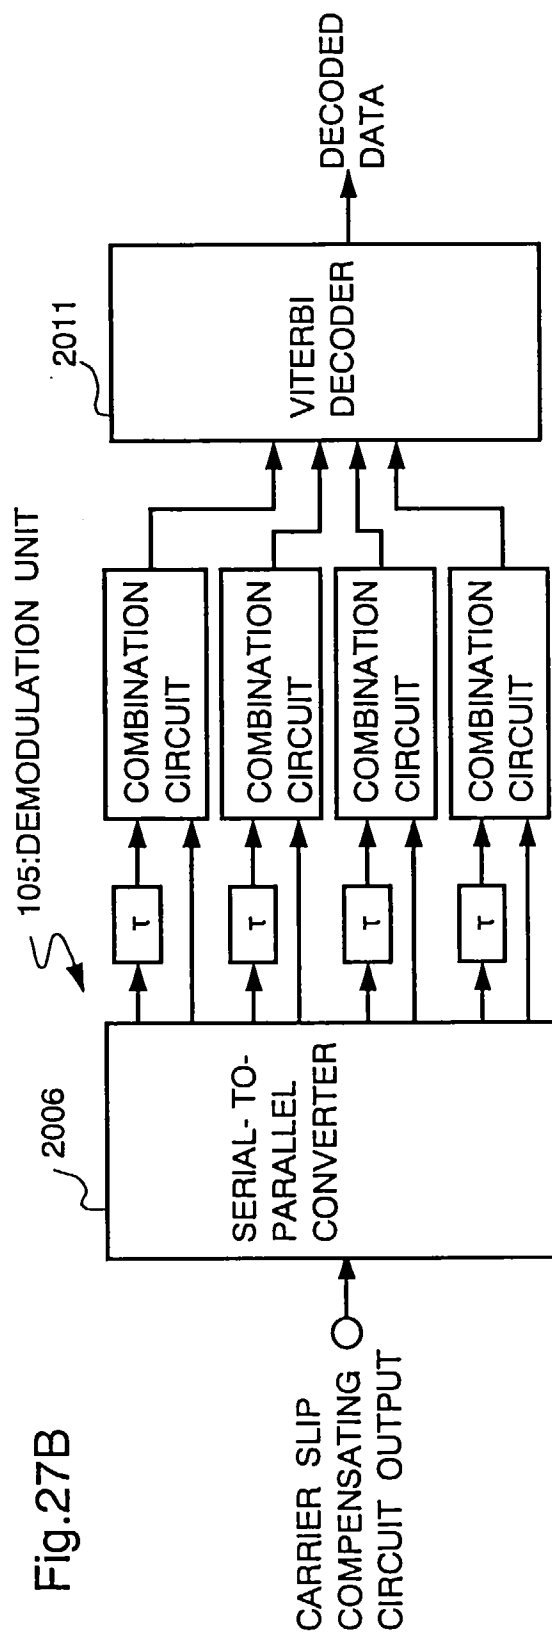 Fig.27B
105:DEMODULATION UNIT
CARRIER SLIP
COMPENSATING
CIRCUIT OUTPUT
2006
SERIAL-TO-
PARALLEL
CONVERTER
τ
τ
τ
τ
COMBINATION
CIRCUIT
COMBINATION
CIRCUIT
COMBINATION
CIRCUIT
COMBINATION
CIRCUIT
2011
VITERBI
DECODER
DECODED
DATA